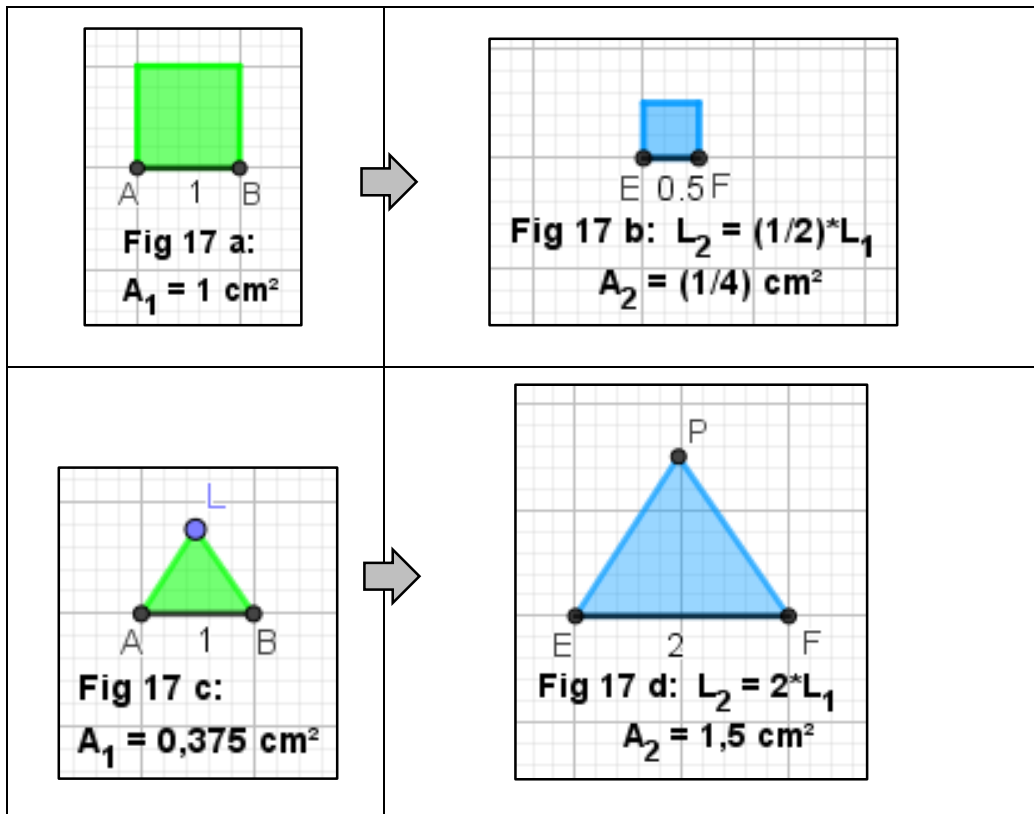 A 1 B
Fig 17 a:
A₁ = 1 cm²
E 0.5 F
Fig 17 b: L₂ = (1/2)*L₁
A₂ = (1/4) cm²
L
A 1 B
Fig 17 c:
A₁ = 0,375 cm²
P
E 2 F
Fig 17 d: L₂ = 2*L₁
A₂ = 1,5 cm²